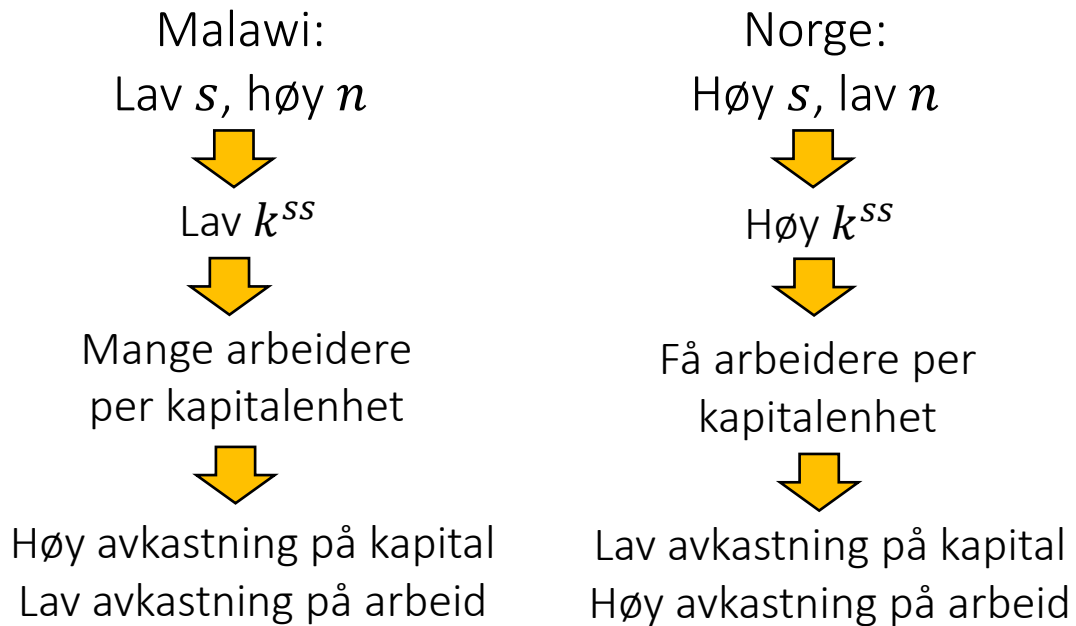 Malawi:
Lav s, høy n
Lav k^ss
Mange arbeidere
per kapitalenhet
Høy avkastning på kapital
Lav avkastning på arbeid
Norge:
Høy s, lav n
Høy k^ss
Få arbeidere per
kapitalenhet
Lav avkastning på kapital
Høy avkastning på arbeid